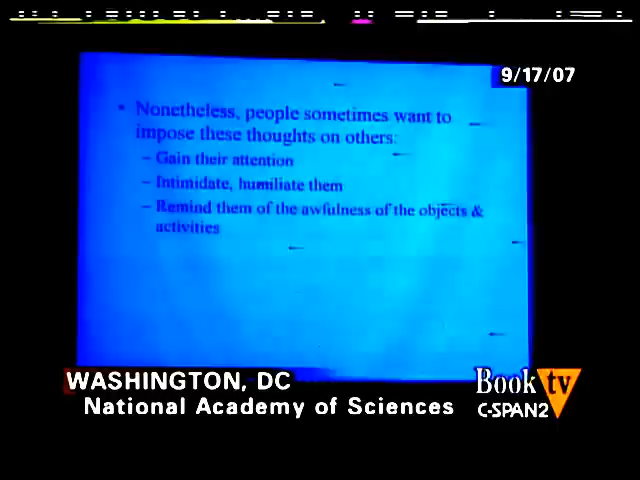 9/17/07
• Nonetheless, people sometimes want to
impose these thoughts on others:
– Gain their attention
– Intimidate, humiliate them
– Remind them of the awfulness of the objects &
activities
WASHINGTON, DC
National Academy of Sciences
Book tv
C-SPAN2